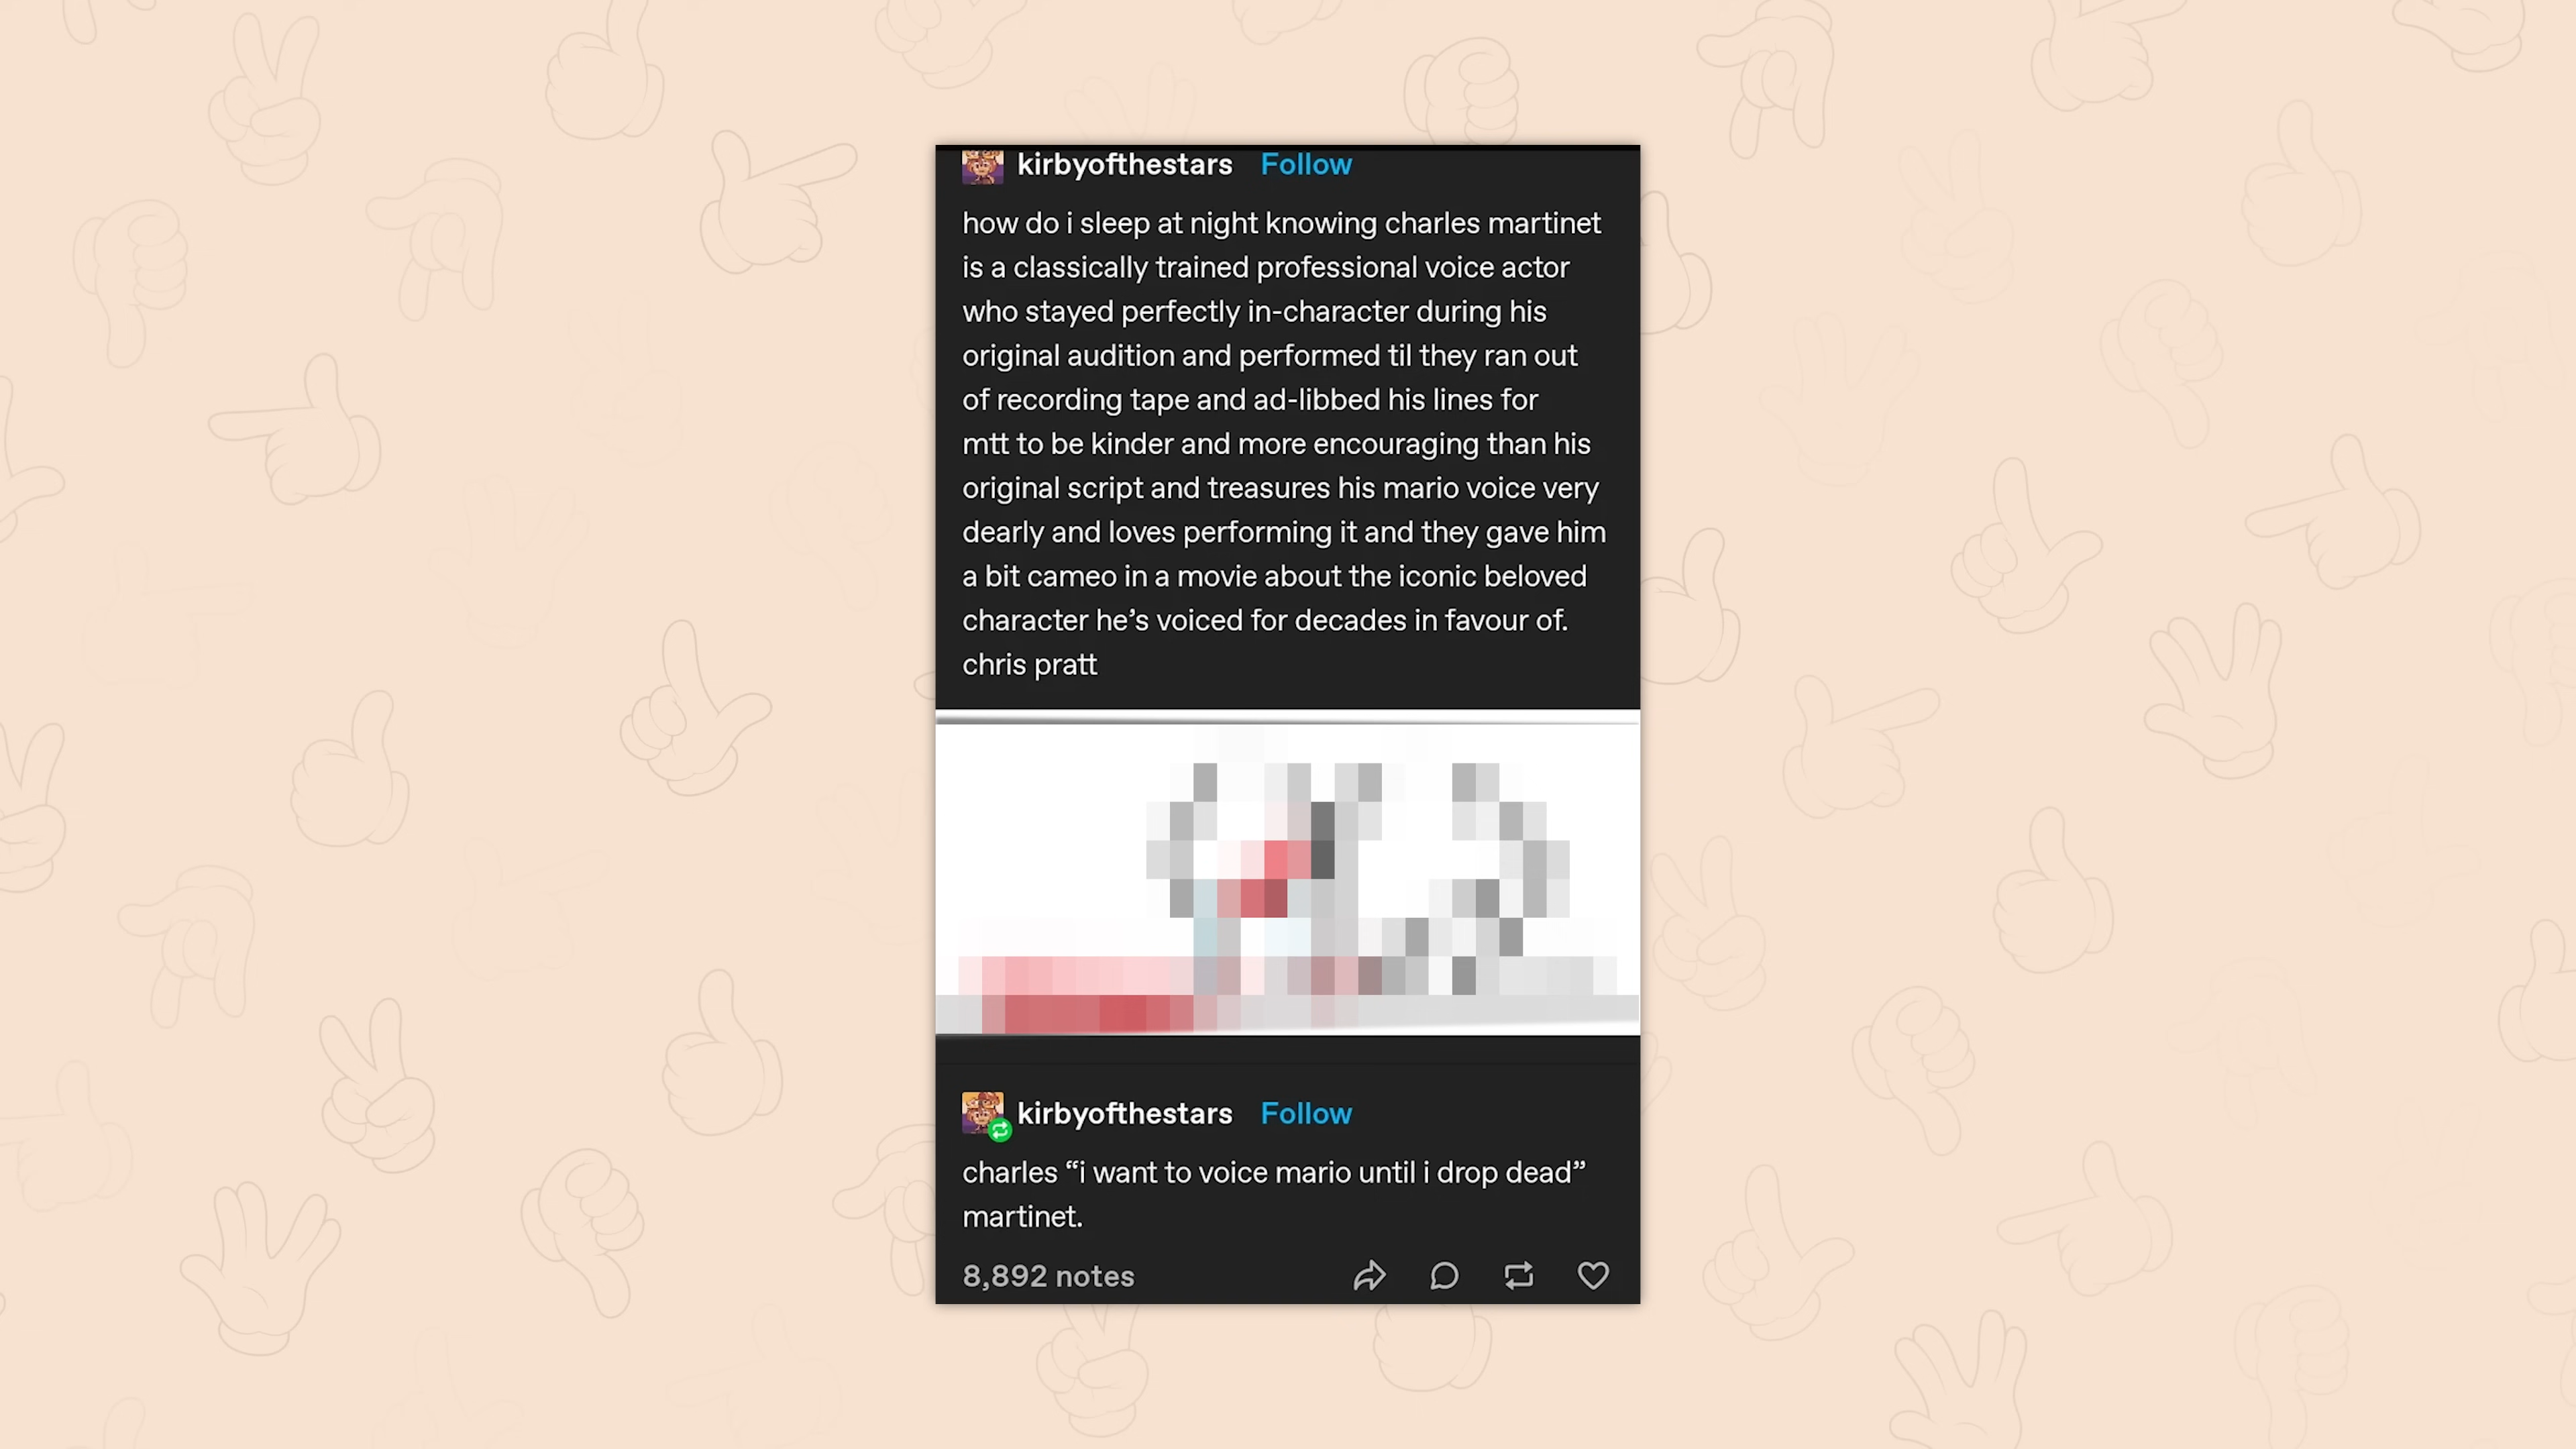 kirbyofthestars Follow
how do i sleep at night knowing charles martinet
is a classically trained professional voice actor
who stayed perfectly in-character during his
original audition and performed til they ran out
of recording tape and ad-libbed his lines for
mtt to be kinder and more encouraging than his
original script and treasures his mario voice very
dearly and loves performing it and they gave him
a bit cameo in a movie about the iconic beloved
character he’s voiced for decades in favour of.
chris pratt
kirbyofthestars Follow
charles “i want to voice mario until i drop dead”
martinet.
8,892 notes